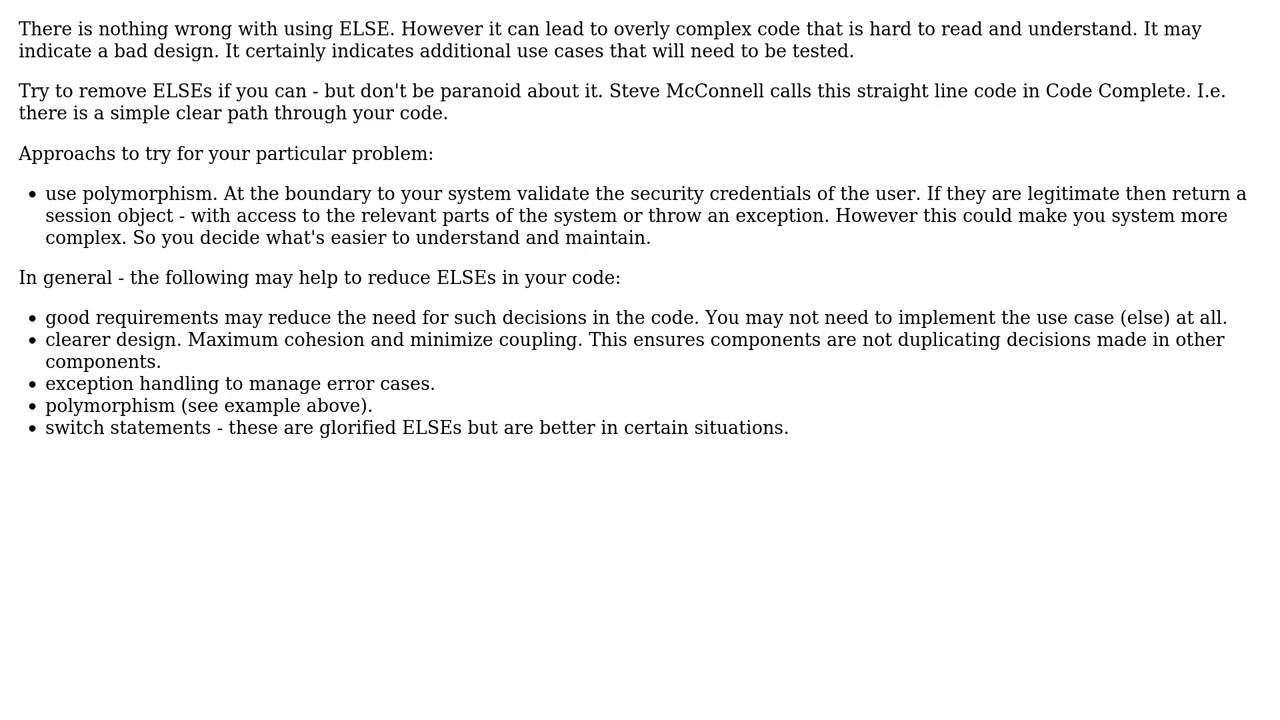 There is nothing wrong with using ELSE. However it can lead to overly complex code that is hard to read and understand. It may
indicate a bad design. It certainly indicates additional use cases that will need to be tested.
Try to remove ELSEs if you can - but don't be paranoid about it. Steve McConnell calls this straight line code in Code Complete. I.e.
there is a simple clear path through your code.
Approachs to try for your particular problem:
• use polymorphism. At the boundary to your system validate the security credentials of the user. If they are legitimate then return a
session object - with access to the relevant parts of the system or throw an exception. However this could make you system more
complex. So you decide what's easier to understand and maintain.
In general - the following may help to reduce ELSEs in your code:
• good requirements may reduce the need for such decisions in the code. You may not need to implement the use case (else) at all.
• clearer design. Maximum cohesion and minimize coupling. This ensures components are not duplicating decisions made in other
components.
• exception handling to manage error cases.
• polymorphism (see example above).
• switch statements - these are glorified ELSEs but are better in certain situations.